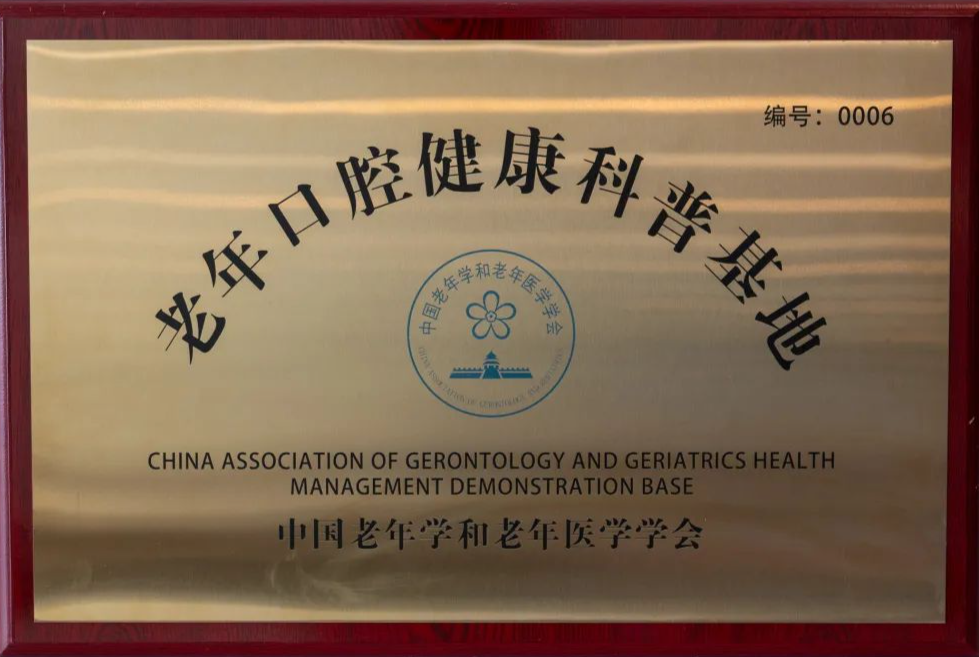 编号：0006
老年口腔健康科普基地
中国老年学和老年医学学会
CHINA ASSOCIATION OF GERONTOLOGY AND GERIATRICS HEALTH
MANAGEMENT DEMONSTRATION BASE
中国老年学和老年医学学会